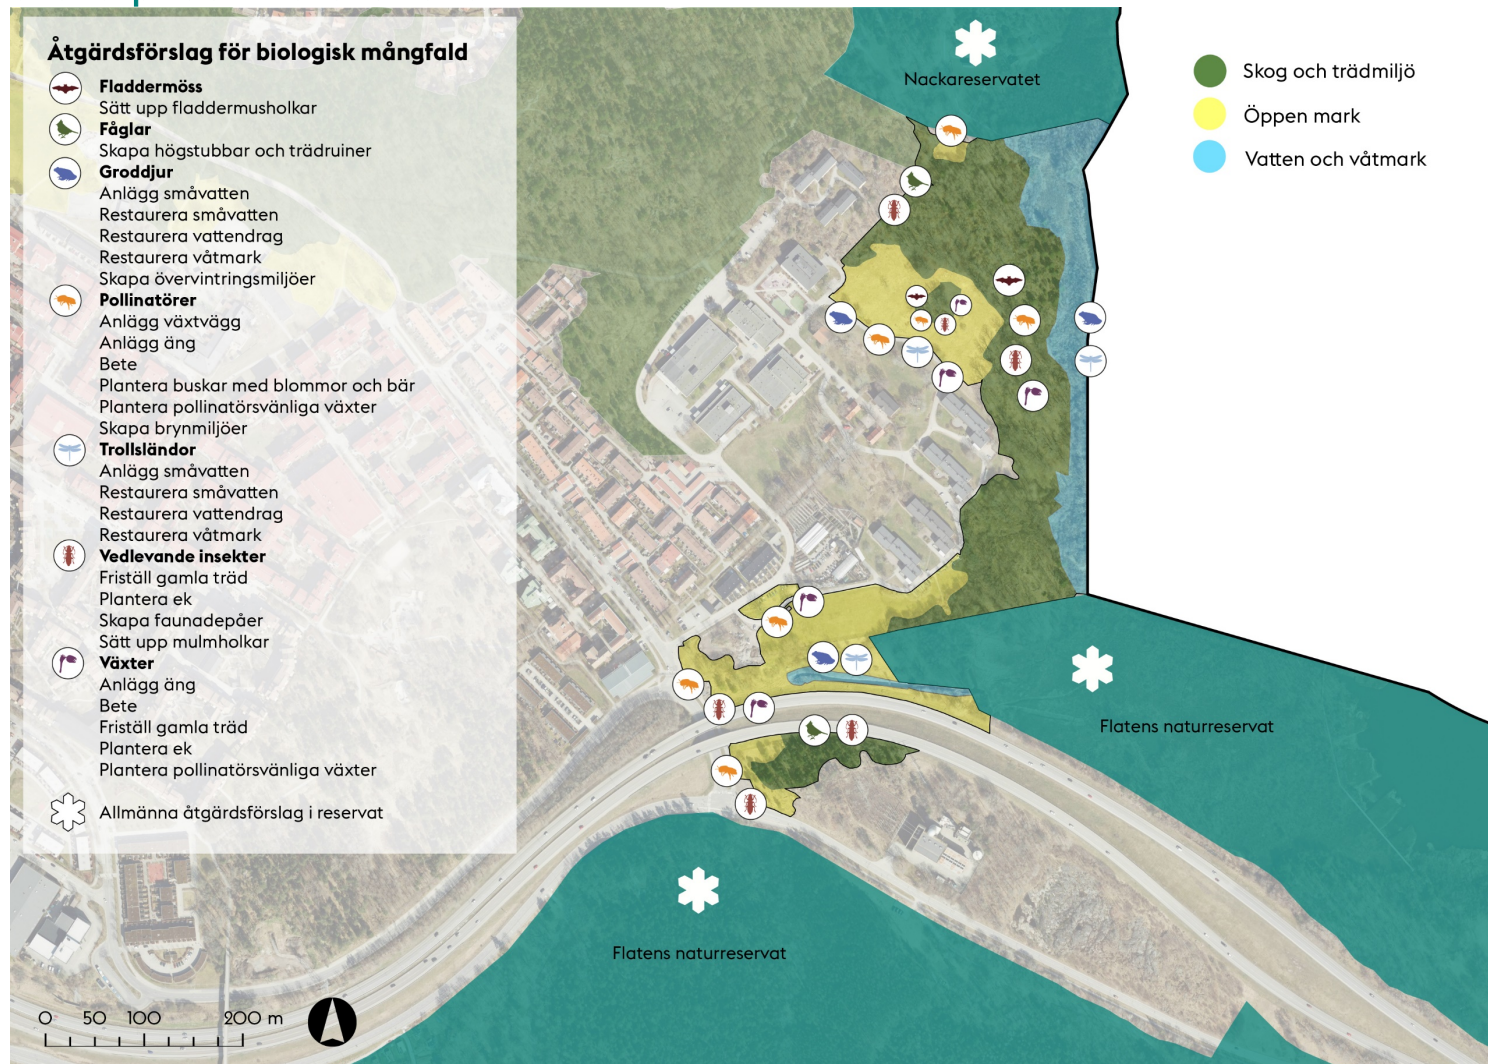 Åtgärdsförslag för biologisk mångfald
Fladdermöss
Sätt upp fladdermusholkar
Fåglar
Skapa högstubbar och trädruiner
Groddjur
Anlägg småvatten
Restaurera småvatten
Restaurera vattendrag
Restaurera våtmark
Skapa övervintringsmiljöer
Pollinatörer
Anlägg växtvägg
Anlägg äng
Bete
Plantera buskar med blommor och bär
Plantera pollinatörsvänliga växter
Skapa brynmiljöer
Trollsländor
Anlägg småvatten
Restaurera småvatten
Restaurera vattendrag
Restaurera våtmark
Vedlevande insekter
Friställ gamla träd
Plantera ek
Skapa faunadepåer
Sätt upp mulmholkar
Växter
Anlägg äng
Bete
Friställ gamla träd
Plantera ek
Plantera pollinatörsvänliga växter
Allmänna åtgärdsförslag i reservat
0 50 100 200 m
Nackareservatet
Flatens naturreservat
Flatens naturreservat
Skog och trädmiljö
Öppen mark
Vatten och våtmark